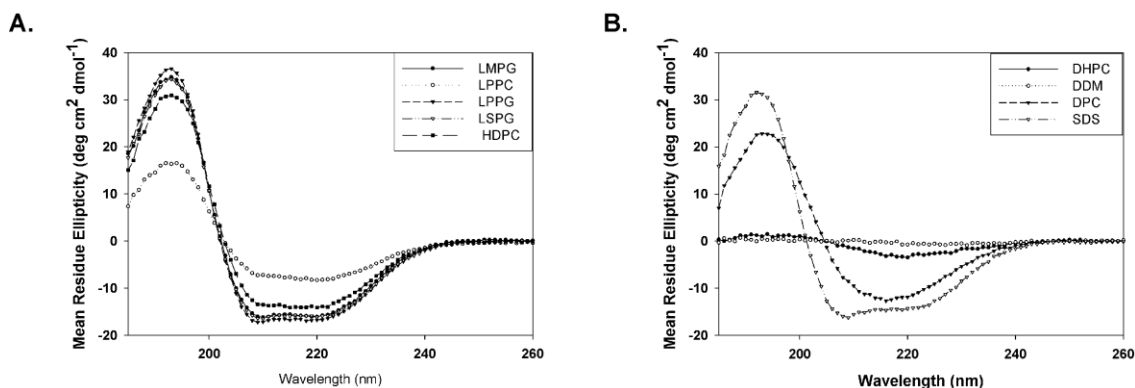 A.
Mean Residue Ellipticity (deg cm² dmol⁻¹)
40
30
20
10
0
-10
-20
200
220
240
260
Wavelength (nm)
LMPG
LPPC
LPPG
LSPG
HDPC
B.
Mean Residue Ellipticity (deg cm² dmol⁻¹)
40
30
20
10
0
-10
-20
200
220
240
260
Wavelength (nm)
DHPC
DDM
DPC
SDS